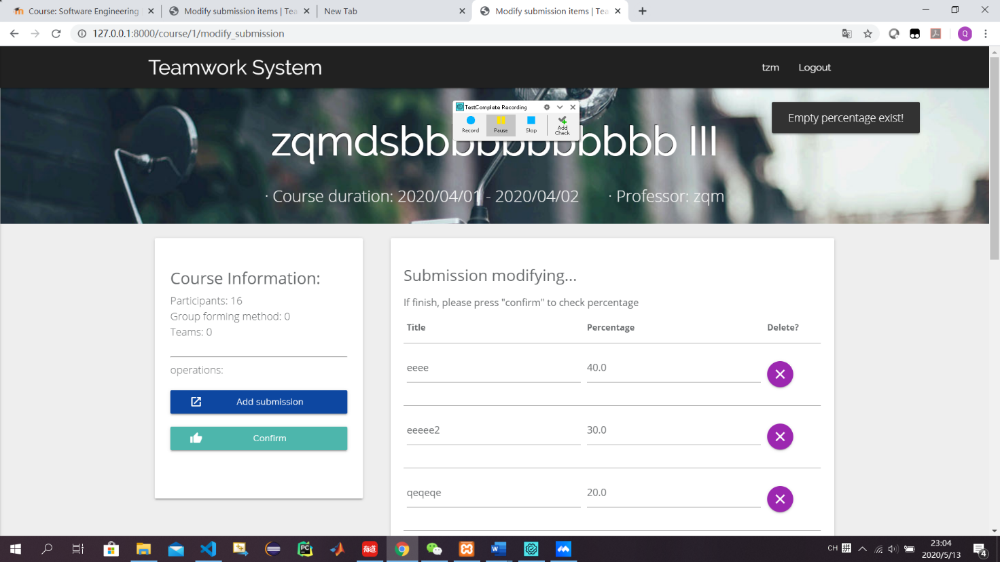 Course: Software Engineering
Modify submission items | Tea
New Tab
Modify submission items | Tea
127.0.0.1:8000/course/1/modify_submission
Q
Teamwork System
tzm
Logout
TestComplete Recording
Record
Pause
Stop
Add
Check
Empty percentage exist!
zqmdsbbbbbbbbbbbb III
· Course duration: 2020/04/01 - 2020/04/02
· Professor: zqm
Course Information:
Participants: 16
Group forming method: 0
Teams: 0
operations:
Add submission
Confirm
Submission modifying...
If finish, please press "confirm" to check percentage
Title
Percentage
Delete?
eeee
40.0
eeeee2
30.0
qeqeqe
20.0
PC
CH 拼
23:04
2020/5/13
4